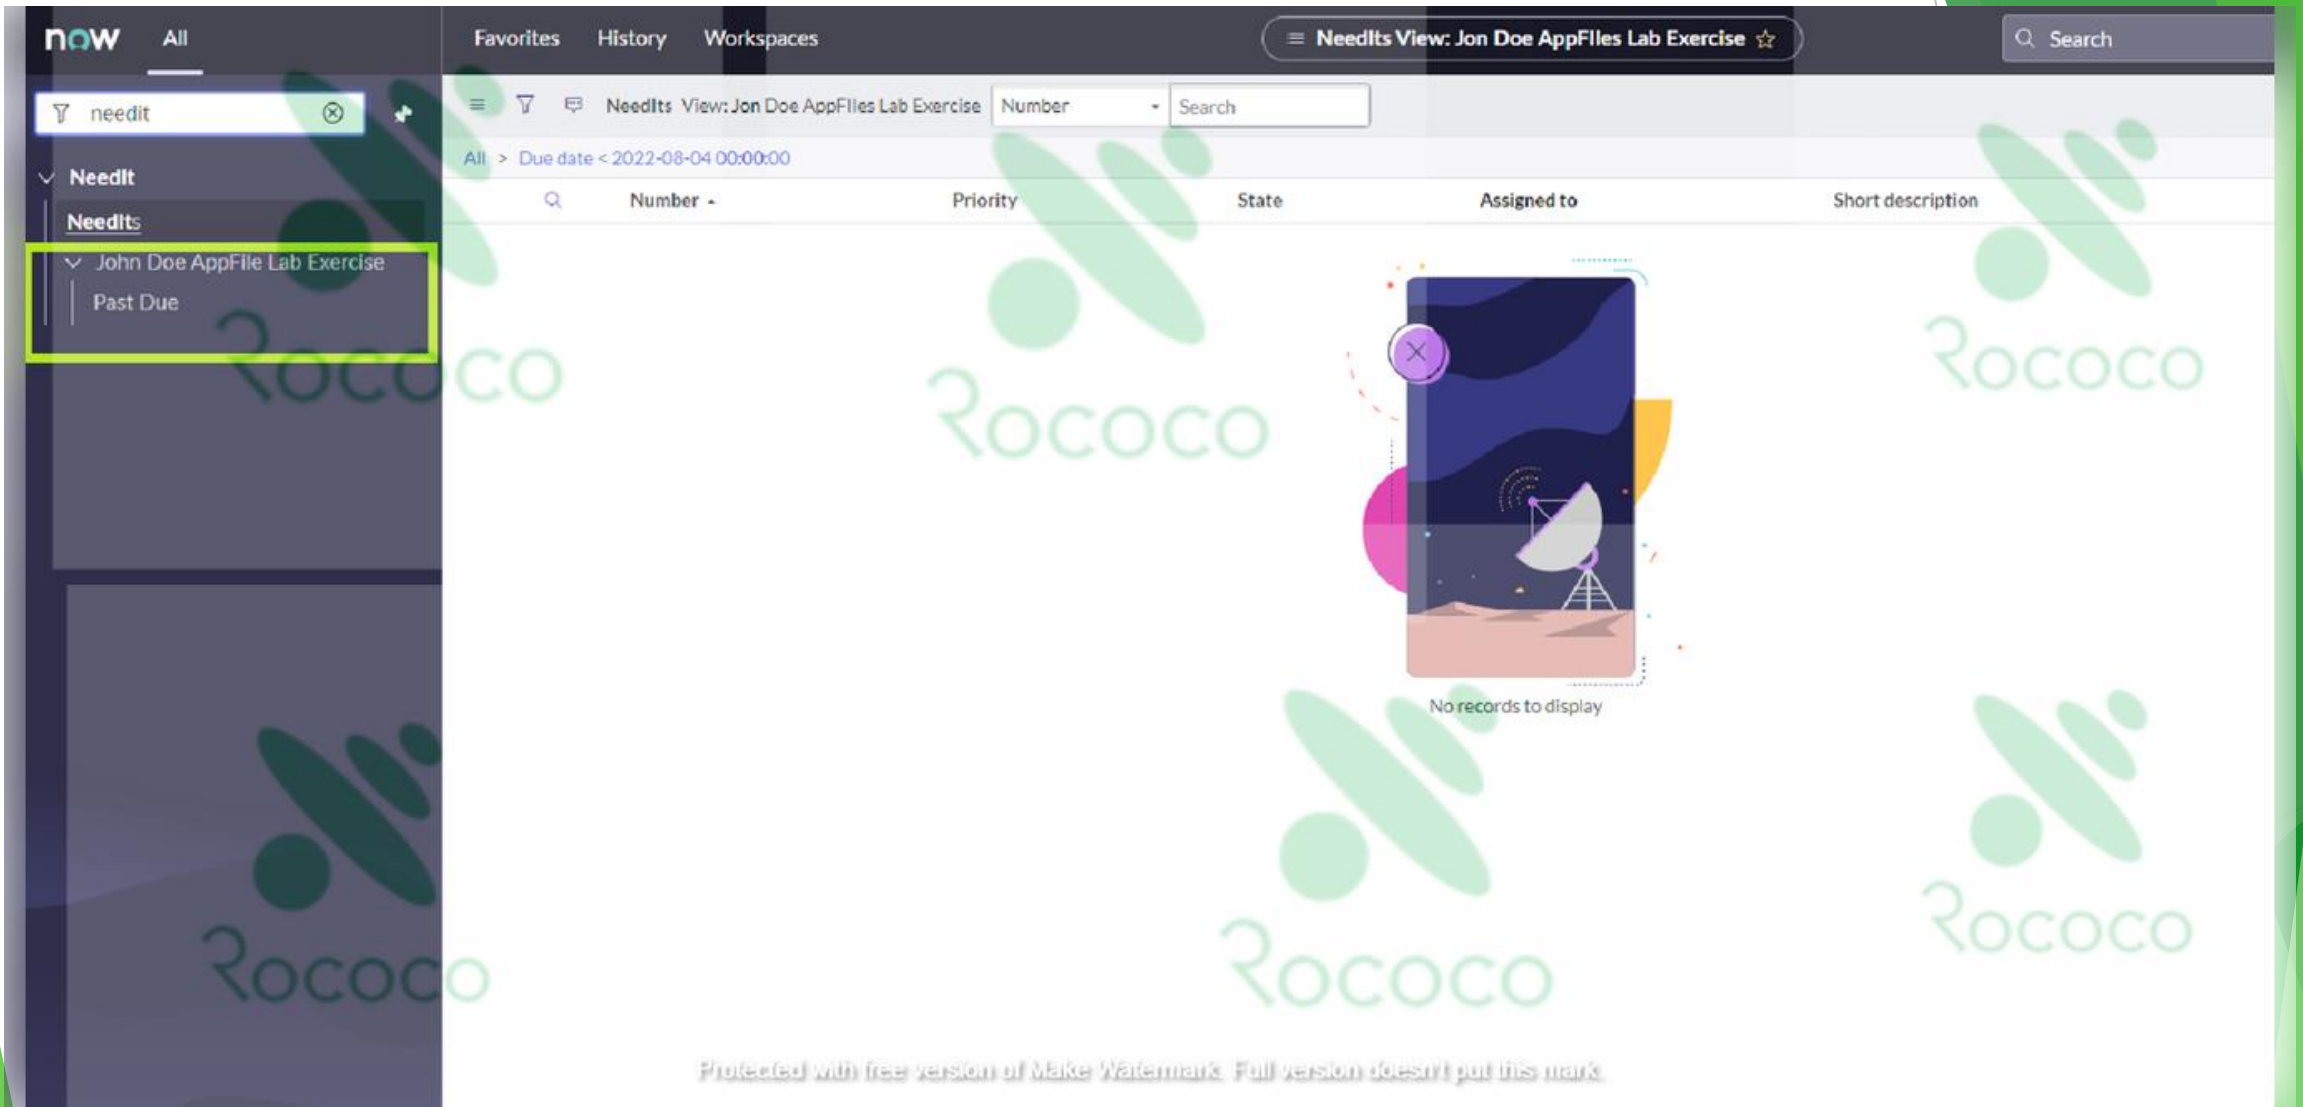 now All Favorites History Workspaces NeedIts View: Jon Doe AppFIles Lab Exercise Search
needit
NeedIts View: Jon Doe AppFIles Lab Exercise Number Search
All > Due date < 2022-08-04 00:00:00
NeedIt
Number Priority State Assigned to Short description
NeedIts
John Doe AppFile Lab Exercise
Past Due
Rococo
Rococo
Rococo
No records to display
Rococo
Rococo
Rococo
Protected with free version of Make Watermark. Full version doesn't put this mark.